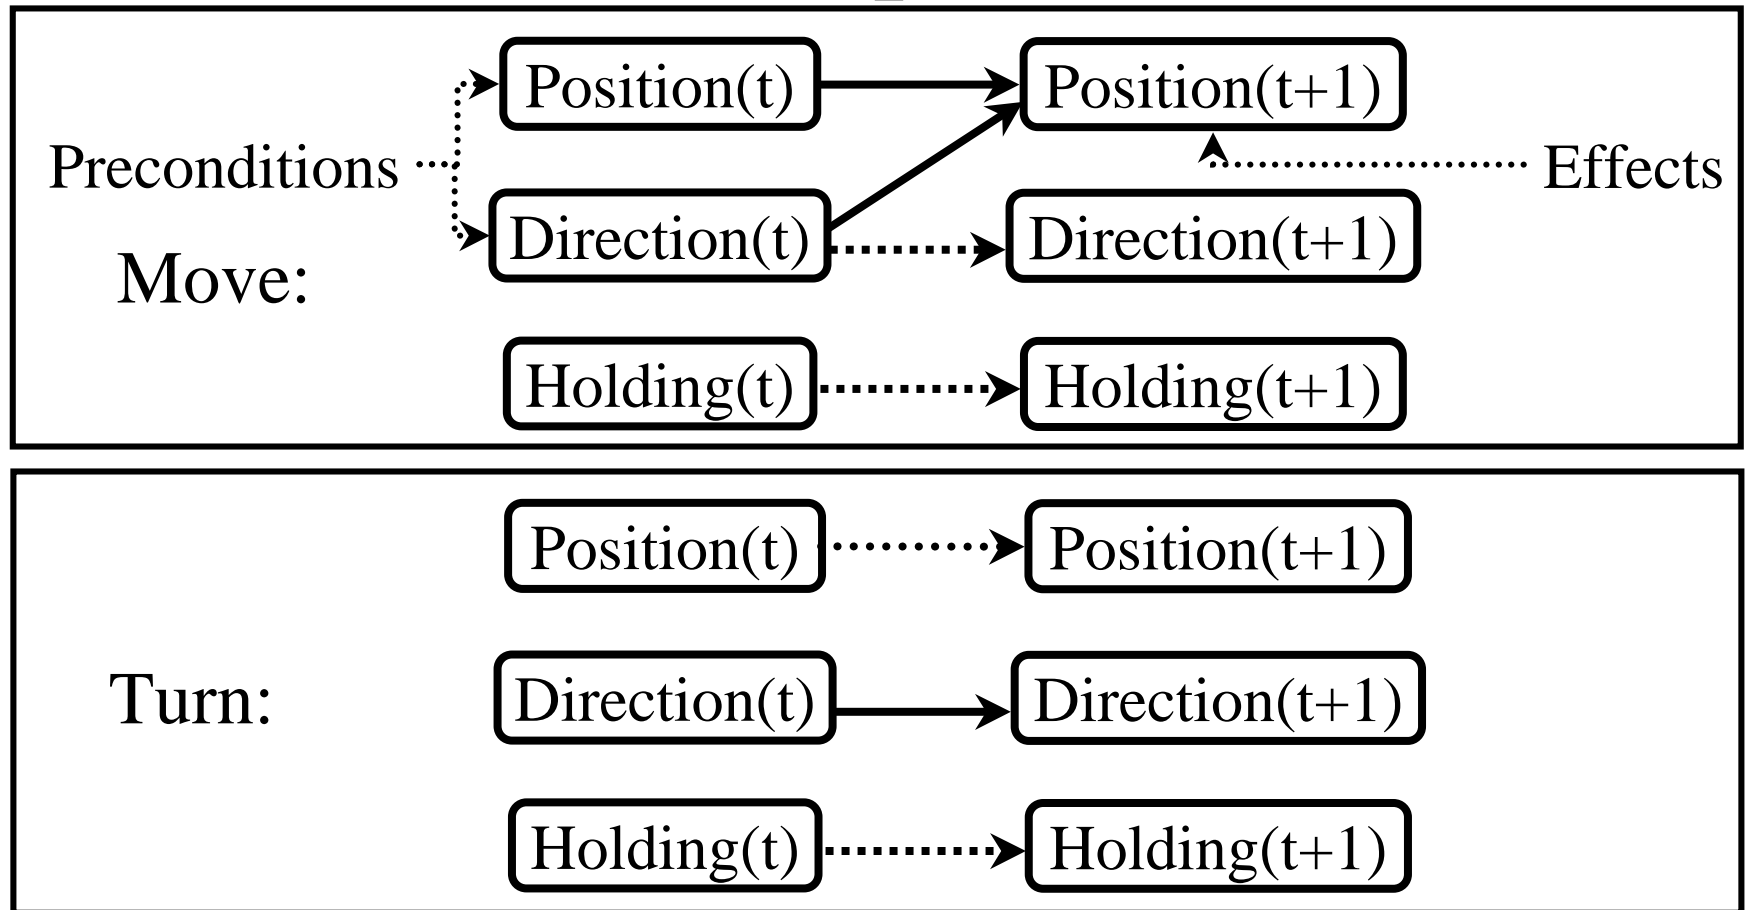 Position(t) Position(t+1)
Preconditions Effects
Direction(t) Direction(t+1)
Move:
Holding(t) Holding(t+1)
Position(t) Position(t+1)
Turn: Direction(t) Direction(t+1)
Holding(t) Holding(t+1)